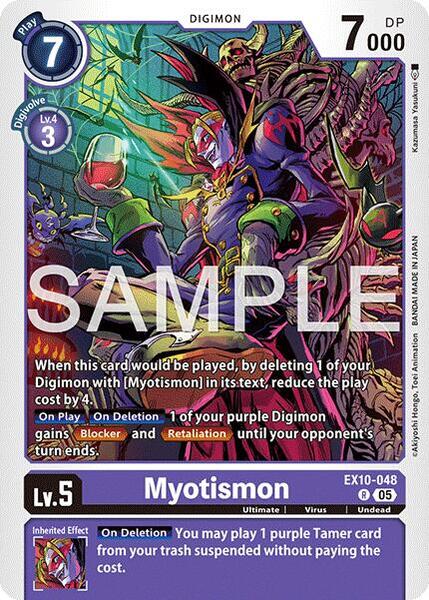 DIGIMON
Play
7
7000 DP
Digivolve
Lv.4
3
Kazumasa Yasukuni
©Akiyoshi Hongo, Toei Animation BANDAI MADE IN JAPAN
SAMPLE
When this card would be played, by deleting 1 of your
Digimon with [Myotismon] in its text, reduce the play
cost by 4.
On Play On Deletion 1 of your purple Digimon
gains Blocker and Retaliation until your opponent's
turn ends.
Lv.5
Myotismon
EX10-048
R 05
Ultimate | Virus | Undead
Inherited Effect
On Deletion You may play 1 purple Tamer card
from your trash suspended without paying the
cost.